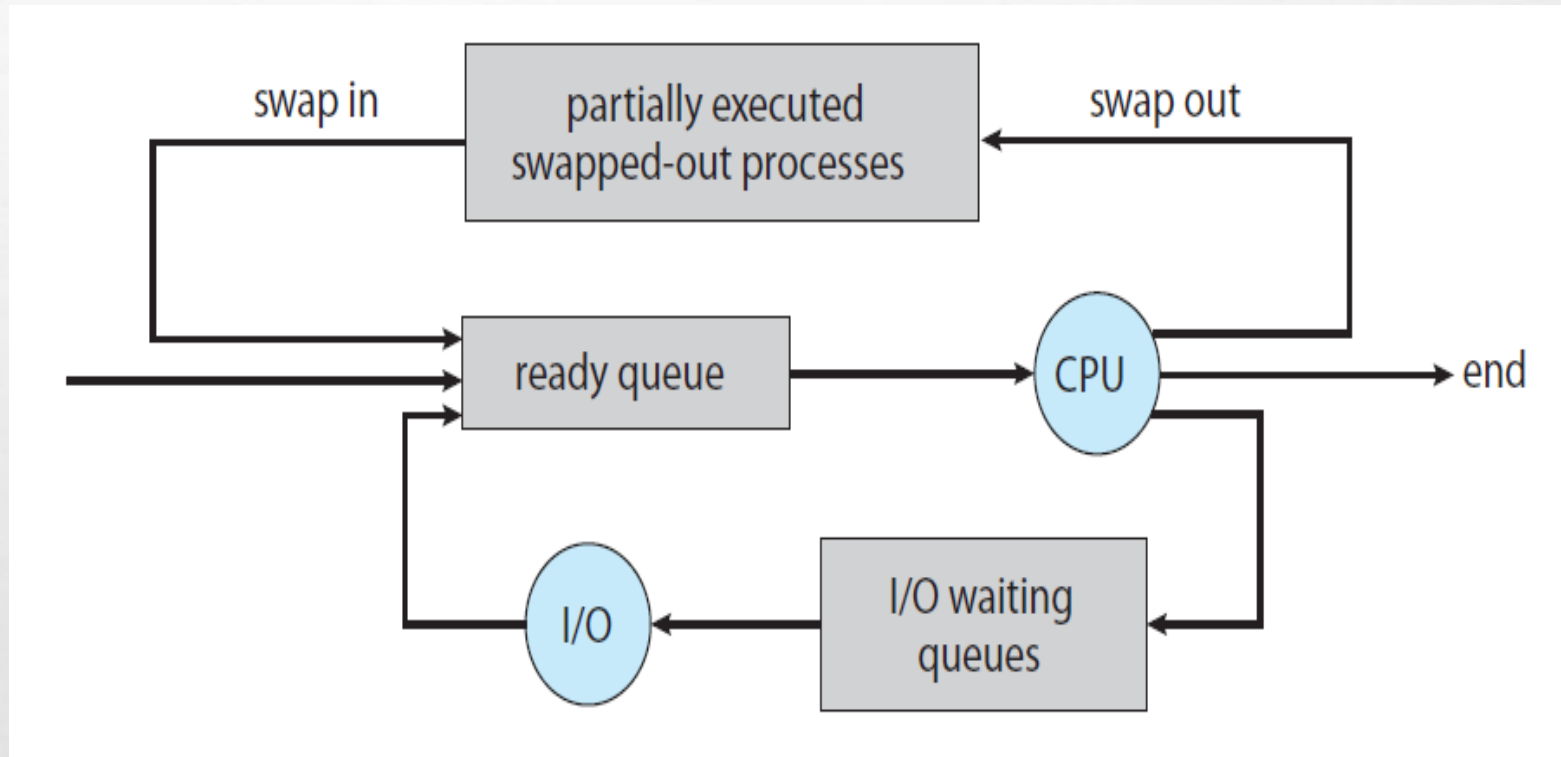 swap in
partially executed
swapped-out processes
swap out
ready queue
CPU
end
I/O
I/O waiting
queues